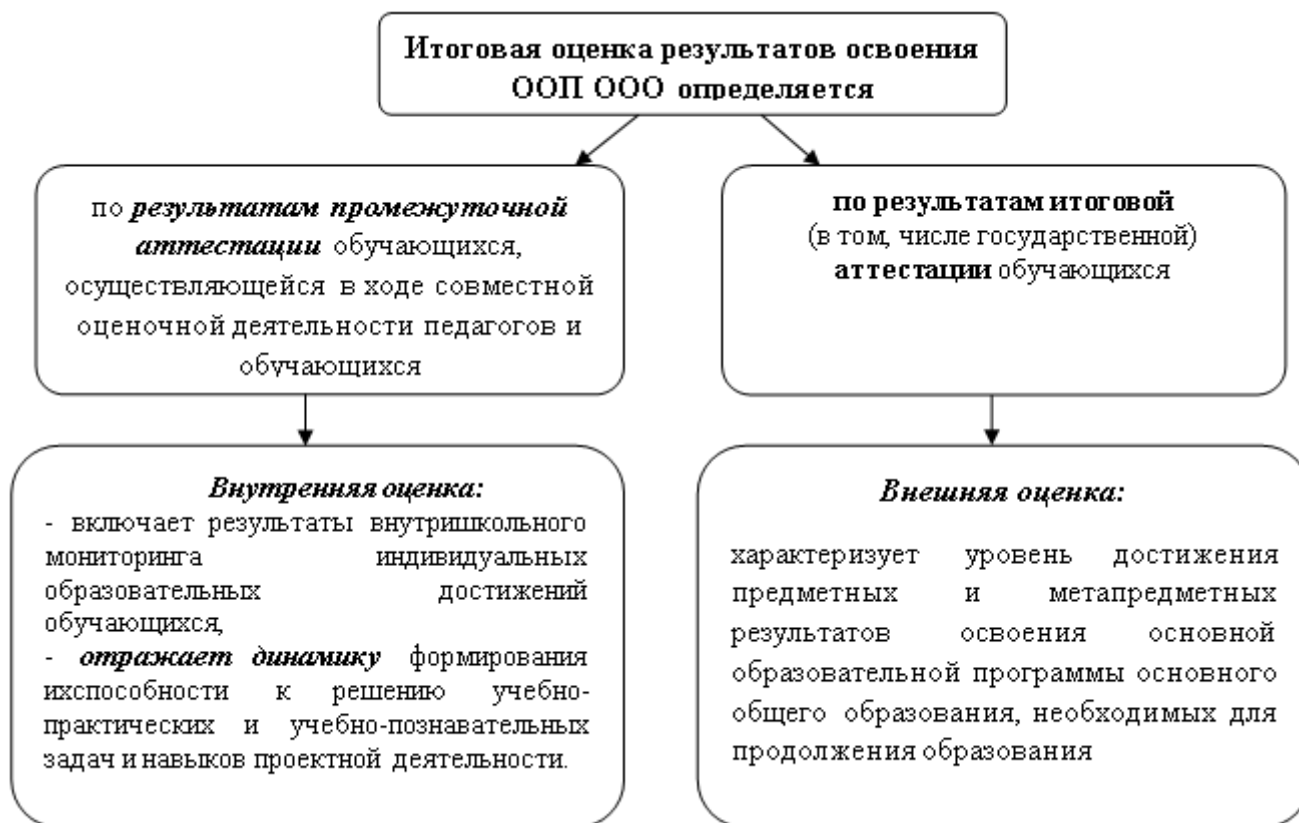 Итоговая оценка результатов освоения
ООП ООО определяется
по результатам промежуточной
аттестации обучающихся,
осуществляющейся в ходе совместной
оценочной деятельности педагогов и
обучающихся
по результатам итоговой
(в том, числе государственной)
аттестации обучающихся
Внутренняя оценка:
- включает результаты внутришкольного
мониторинга индивидуальных
образовательных достижений
обучающихся,
- отражает динамику формирования
ихспособности к решению учебно-
практических и учебно-познавательных
задач и навыков проектной деятельности.
Внешняя оценка:
характеризует уровень достижения
предметных и метапредметных
результатов освоения основной
образовательной программы основного
общего образования, необходимых для
продолжения образования